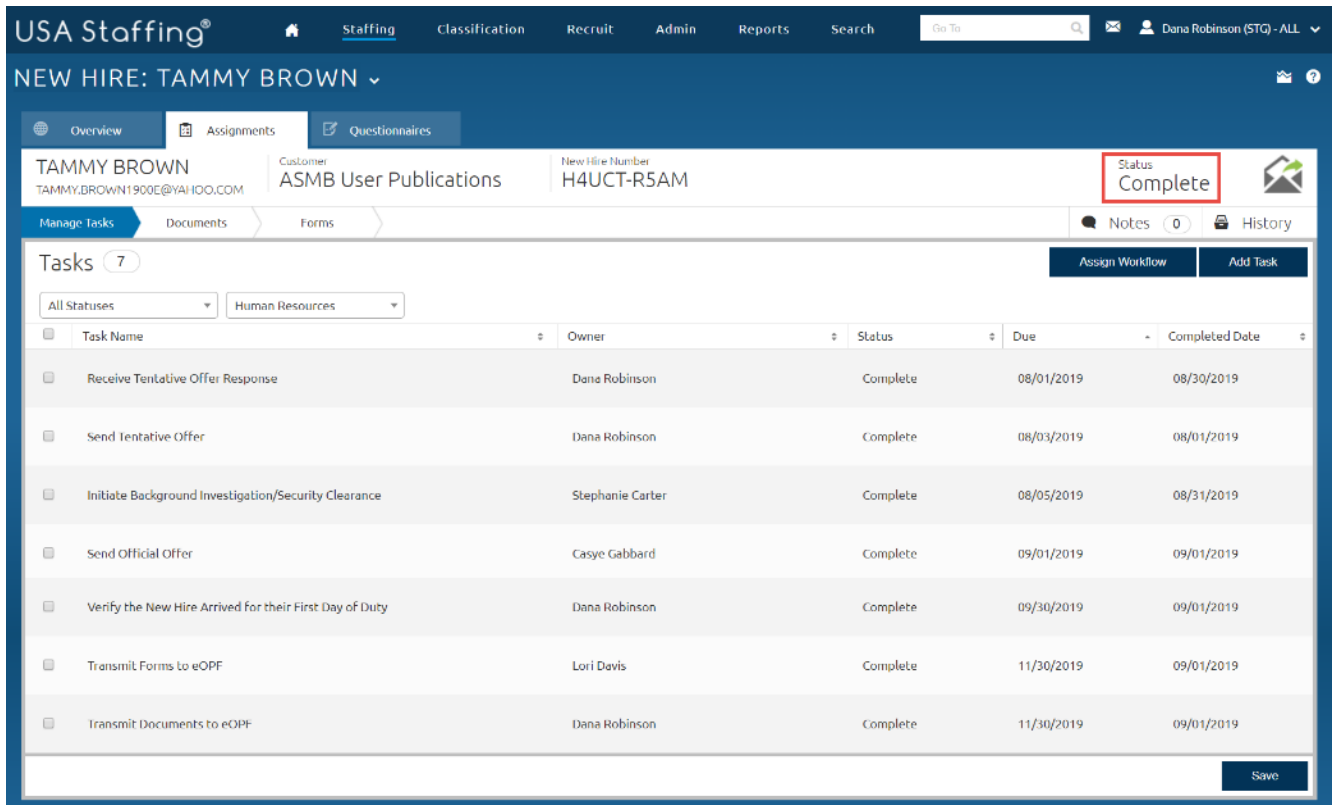 USA Staffing® Staffing Classification Recruit Admin Reports Search Go To Dana Robinson (STG) - ALL
NEW HIRE: TAMMY BROWN
Overview Assignments Questionnaires
TAMMY BROWN
TAMMY.BROWN1900E@YAHOO.COM
Customer
ASMB User Publications
New Hire Number
H4UCT-R5AM
Status
Complete
Manage Tasks Documents Forms Notes 0 History
Tasks 7 Assign Workflow Add Task
All Statuses Human Resources
Task Name Owner Status Due Completed Date
Receive Tentative Offer Response Dana Robinson Complete 08/01/2019 08/30/2019
Send Tentative Offer Dana Robinson Complete 08/03/2019 08/01/2019
Initiate Background Investigation/Security Clearance Stephanie Carter Complete 08/05/2019 08/31/2019
Send Official Offer Casye Gabbard Complete 09/01/2019 09/01/2019
Verify the New Hire Arrived for their First Day of Duty Dana Robinson Complete 09/30/2019 09/01/2019
Transmit Forms to eOPF Lori Davis Complete 11/30/2019 09/01/2019
Transmit Documents to eOPF Dana Robinson Complete 11/30/2019 09/01/2019
Save